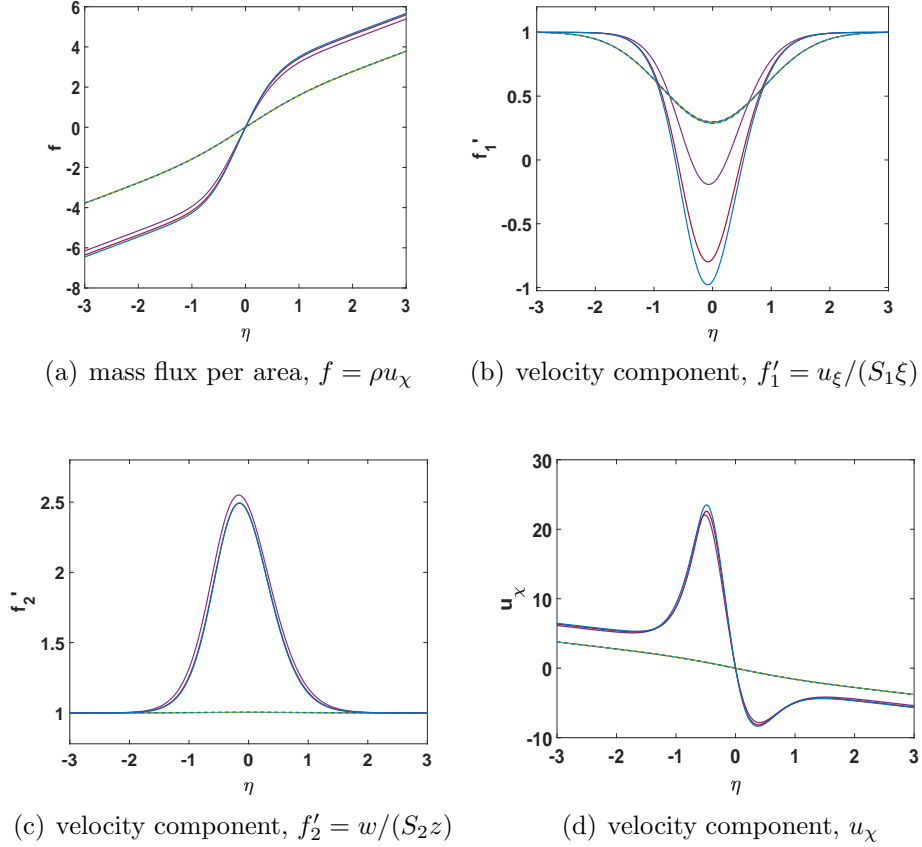 6
4
2
0
-2
-4
-6
-8
f
-3 -2 -1 0 1 2 3
η
(a) mass flux per area, f = ρu_χ
1
0.5
0
-0.5
-1
f_1'
-3 -2 -1 0 1 2 3
η
(b) velocity component, f_1′ = u_ξ/(S_1ξ)
2.5
2
1.5
1
f_2'
-3 -2 -1 0 1 2 3
η
(c) velocity component, f_2′ = w/(S_2z)
30
20
10
0
-10
u_χ
-3 -2 -1 0 1 2 3
η
(d) velocity component, u_χ